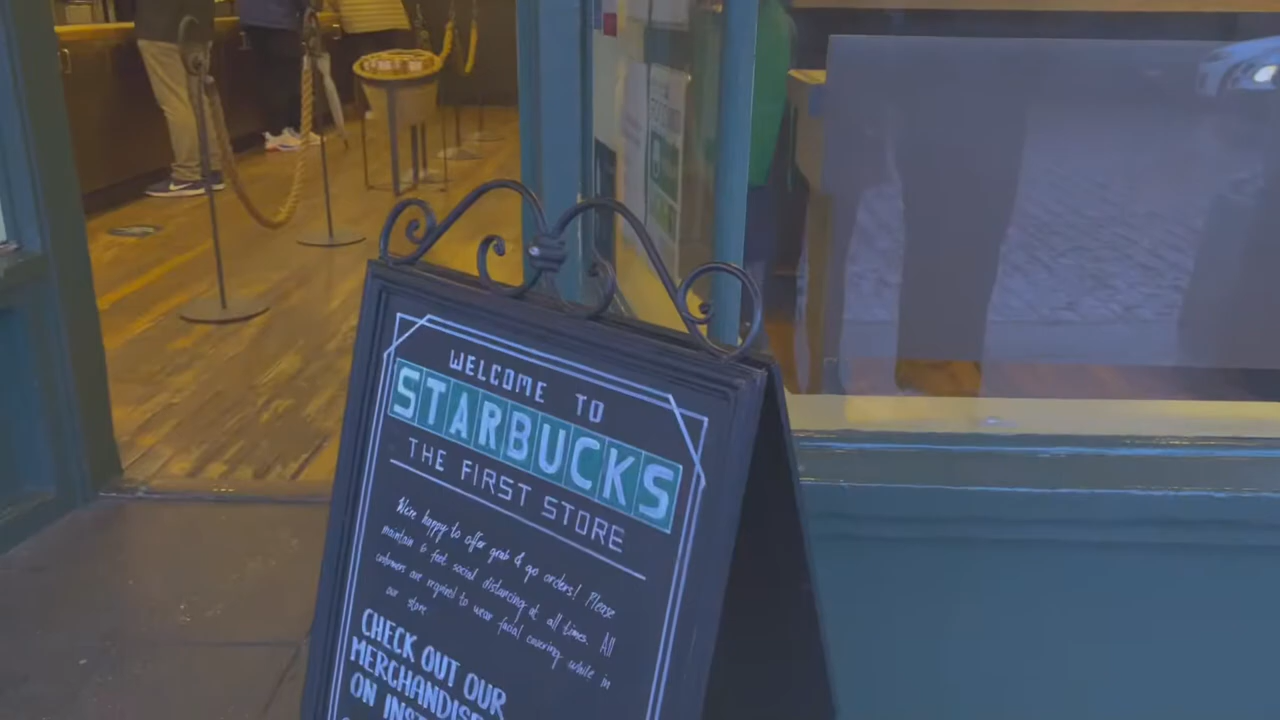 WELCOME TO
STARBUCKS
THE FIRST STORE
We're happy to offer grab & go orders! Please
maintain 6 feet social distancing at all times. All
customers are required to wear facial covering while in
our store
CHECK OUT OUR
MERCHANDISE
ON